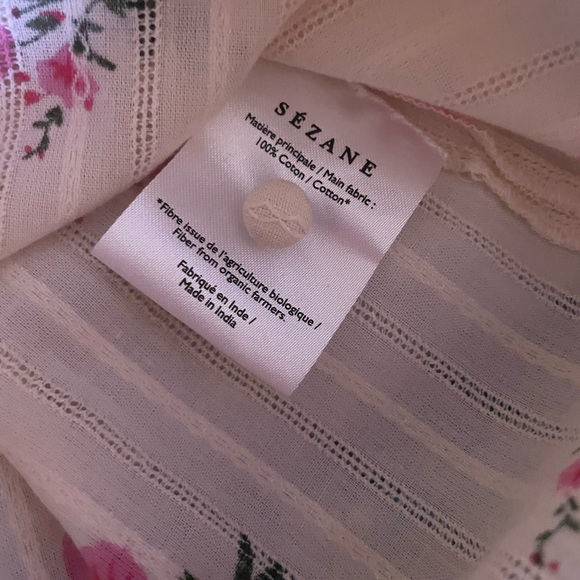 SÉZANE
Matière principale / Main fabric :
100% Coton / Cotton*
*Fibre issue de l'agriculture biologique /
Fiber from organic farmers.
Fabriqué en Inde /
Made in India